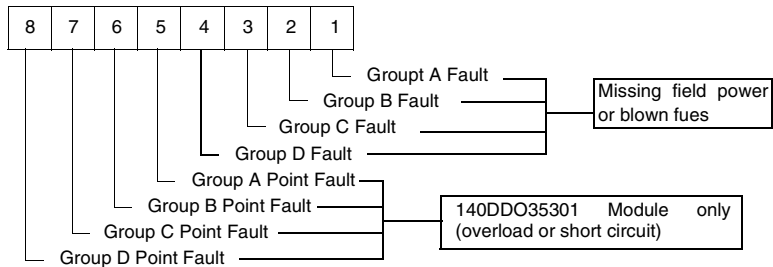 8 7 6 5 4 3 2 1
Groupt A Fault
Group B Fault
Group C Fault
Group D Fault
Missing field power
or blown fues
Group A Point Fault
Group B Point Fault
Group C Point Fault
Group D Point Fault
140DDO35301 Module only
(overload or short circuit)